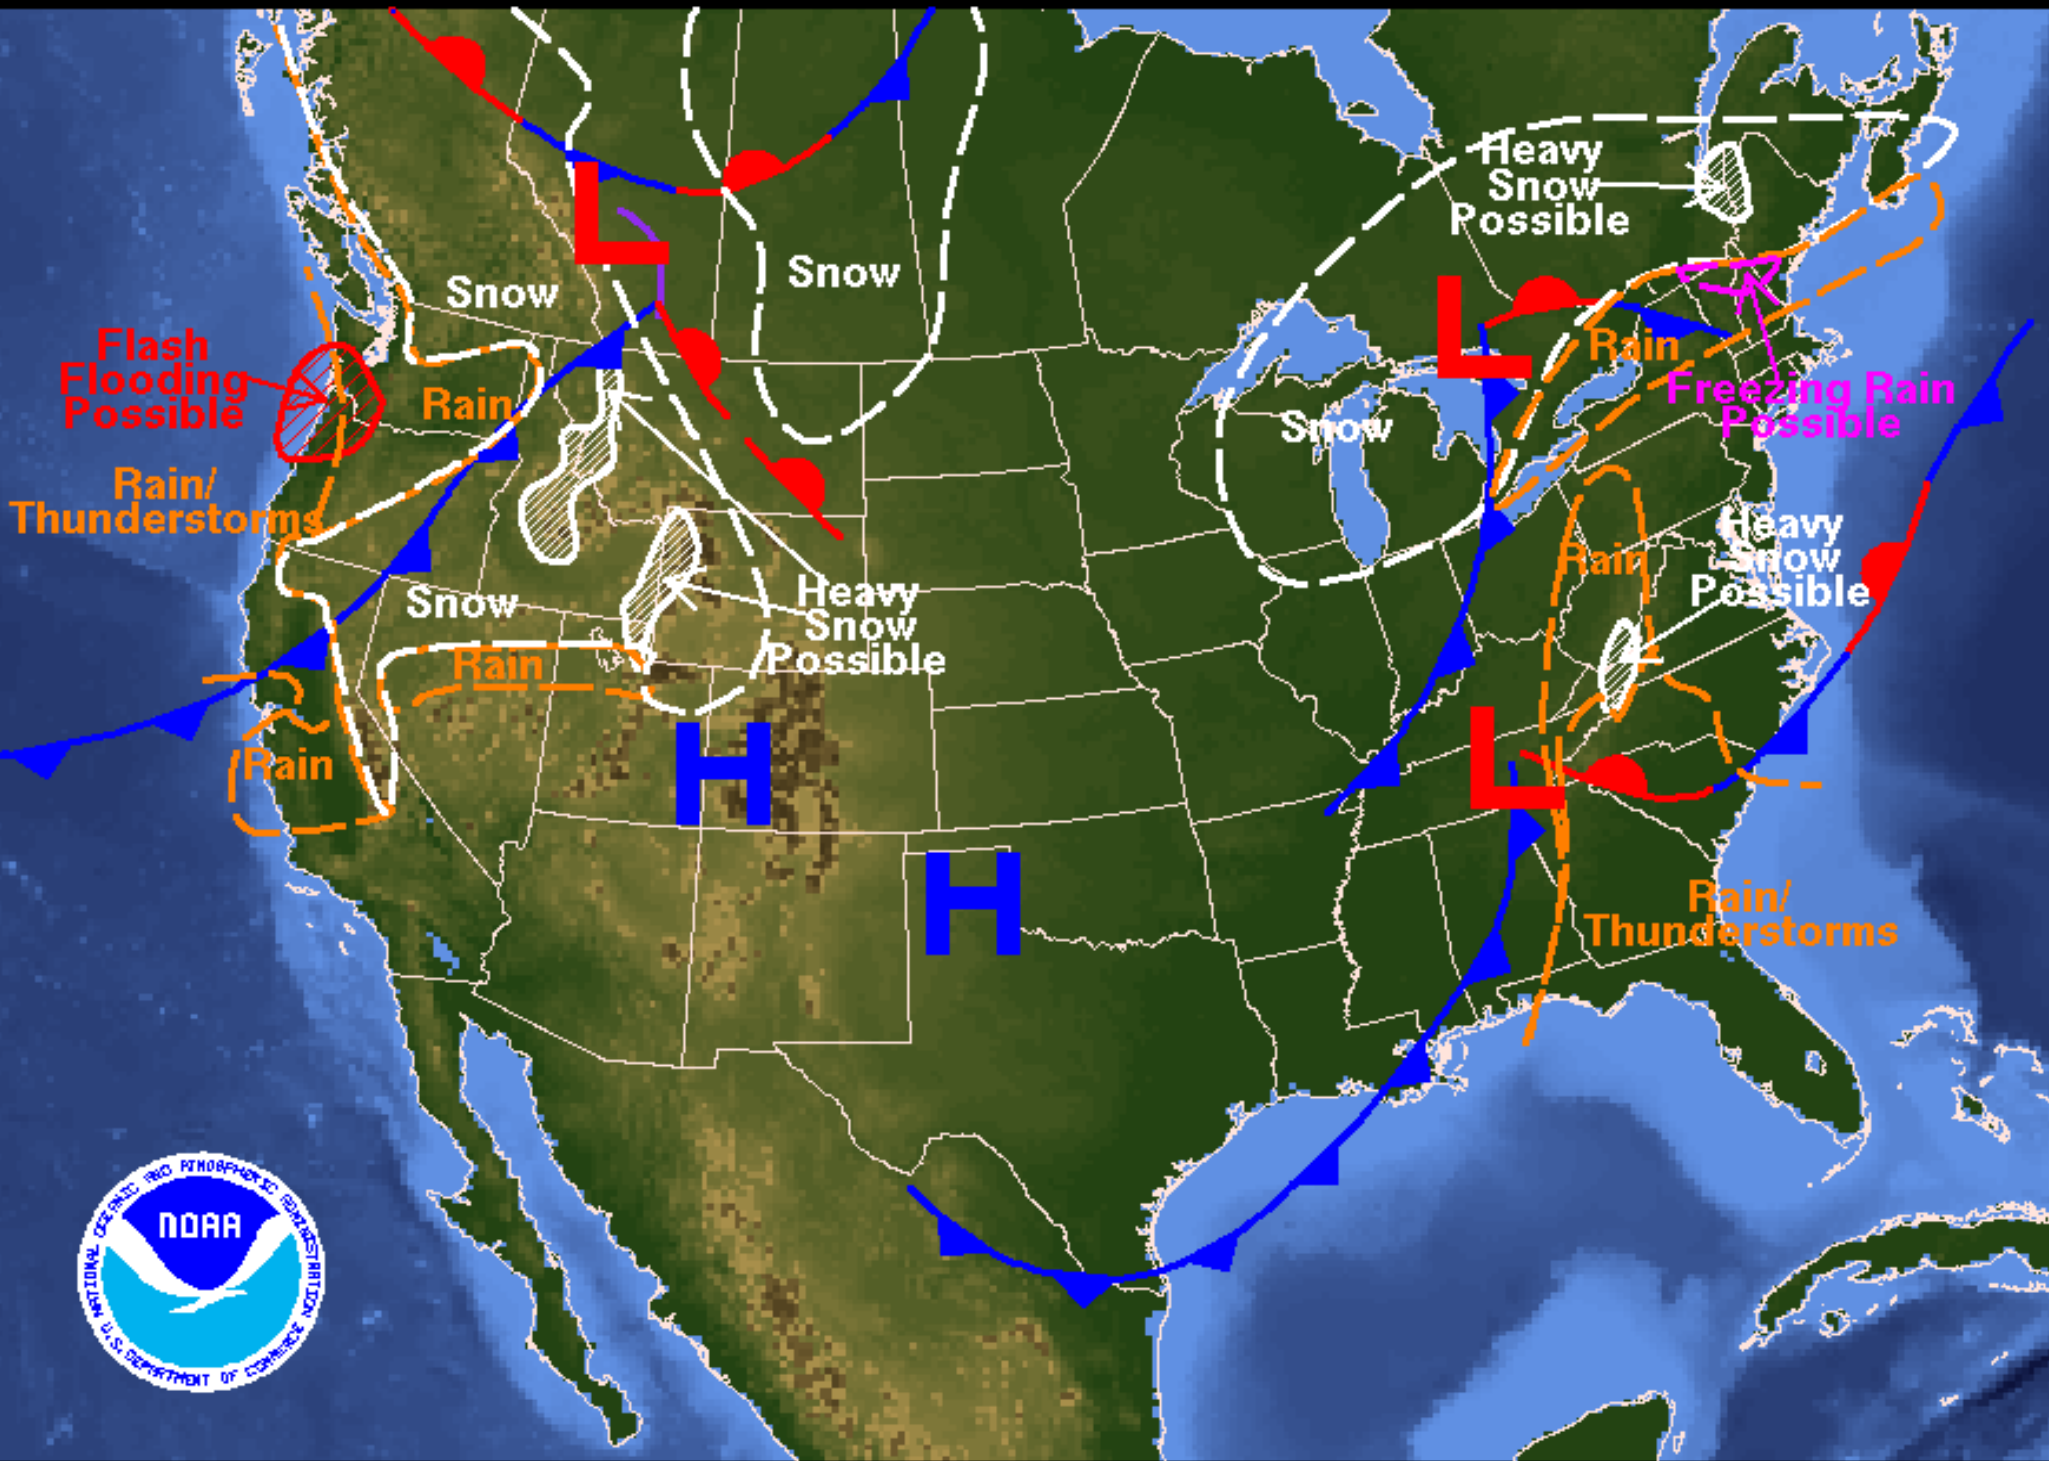 Heavy
Snow
Possible
Snow
Snow
L
L
Flash
Flooding
Possible
Rain
Rain
Freezing Rain
Possible
Snow
Rain/
Thunderstorms
Heavy
Snow
Possible
Rain
Snow
Heavy
Snow
Possible
Rain
H
L
Rain
H
Rain/
Thunderstorms
NATIONAL OCEANIC AND ATMOSPHERIC ADMINISTRATION
NOAA
U.S. DEPARTMENT OF COMMERCE